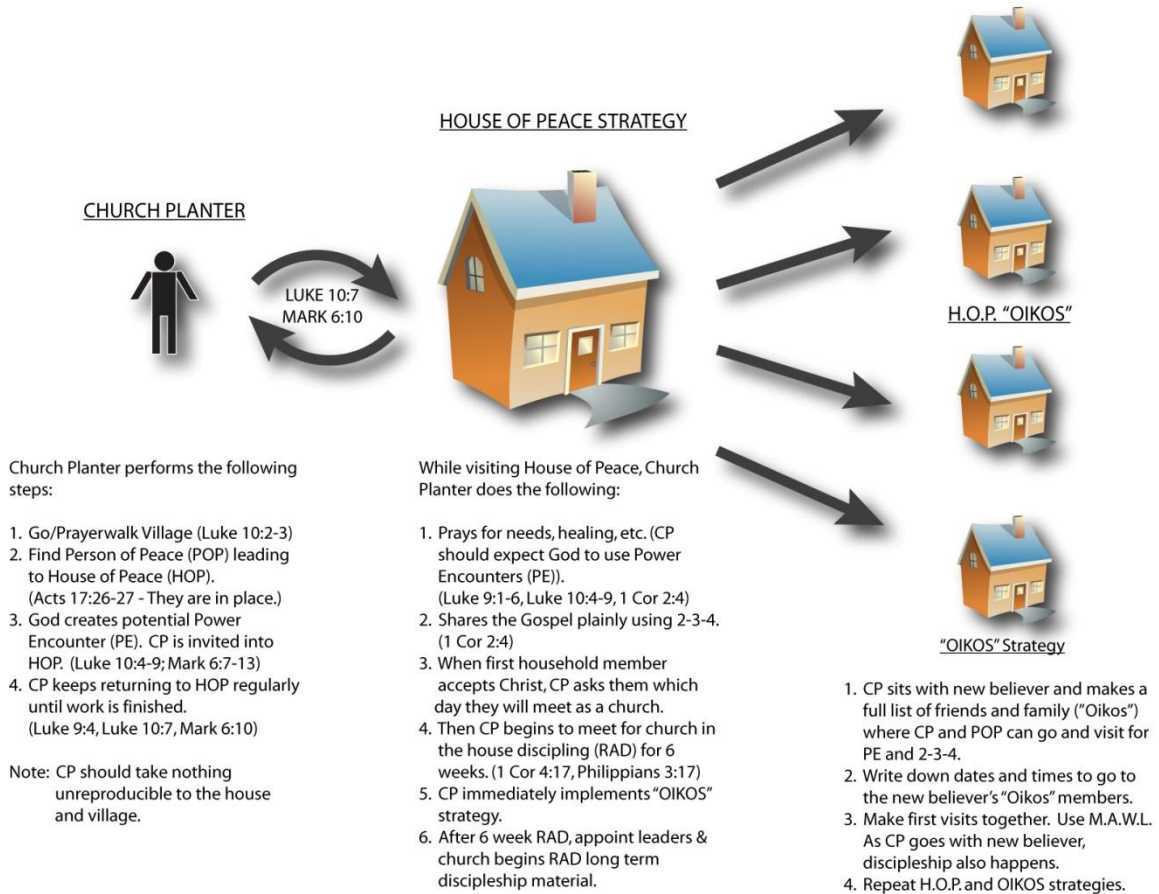 HOUSE OF PEACE STRATEGY
CHURCH PLANTER
LUKE 10:7
MARK 6:10
H.O.P. "OIKOS"
Church Planter performs the following
steps:
1. Go/Prayerwalk Village (Luke 10:2-3)
2. Find Person of Peace (POP) leading
to House of Peace (HOP).
(Acts 17:26-27 - They are in place.)
3. God creates potential Power
Encounter (PE). CP is invited into
HOP. (Luke 10:4-9; Mark 6:7-13)
4. CP keeps returning to HOP regularly
until work is finished.
(Luke 9:4, Luke 10:7, Mark 6:10)
Note: CP should take nothing
unreproducible to the house
and village.
While visiting House of Peace, Church
Planter does the following:
1. Prays for needs, healing, etc. (CP
should expect God to use Power
Encounters (PE)).
(Luke 9:1-6, Luke 10:4-9, 1 Cor 2:4)
2. Shares the Gospel plainly using 2-3-4.
(1 Cor 2:4)
3. When first household member
accepts Christ, CP asks them which
day they will meet as a church.
4. Then CP begins to meet for church in
the house discipling (RAD) for 6
weeks. (1 Cor 4:17, Philippians 3:17)
5. CP immediately implements "OIKOS"
strategy.
6. After 6 week RAD, appoint leaders &
church begins RAD long term
discipleship material.
"OIKOS" Strategy
1. CP sits with new believer and makes a
full list of friends and family ("Oikos")
where CP and POP can go and visit for
PE and 2-3-4.
2. Write down dates and times to go to
the new believer's "Oikos" members.
3. Make first visits together. Use M.A.W.L.
As CP goes with new believer,
discipleship also happens.
4. Repeat H.O.P. and OIKOS strategies.